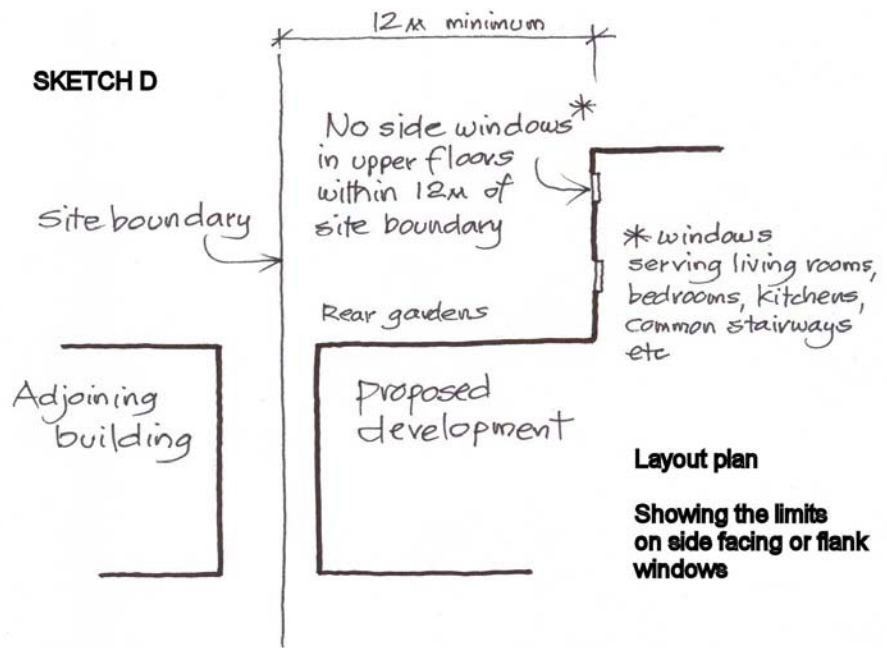 12M minimum
SKETCH D
No side windows*
in upper floors
within 12M of
site boundary
Site boundary
* windows
serving living rooms,
bedrooms, kitchens,
common stairways
etc
Rear gardens
Adjoining
building
Proposed
development
Layout plan
Showing the limits
on side facing or flank
windows